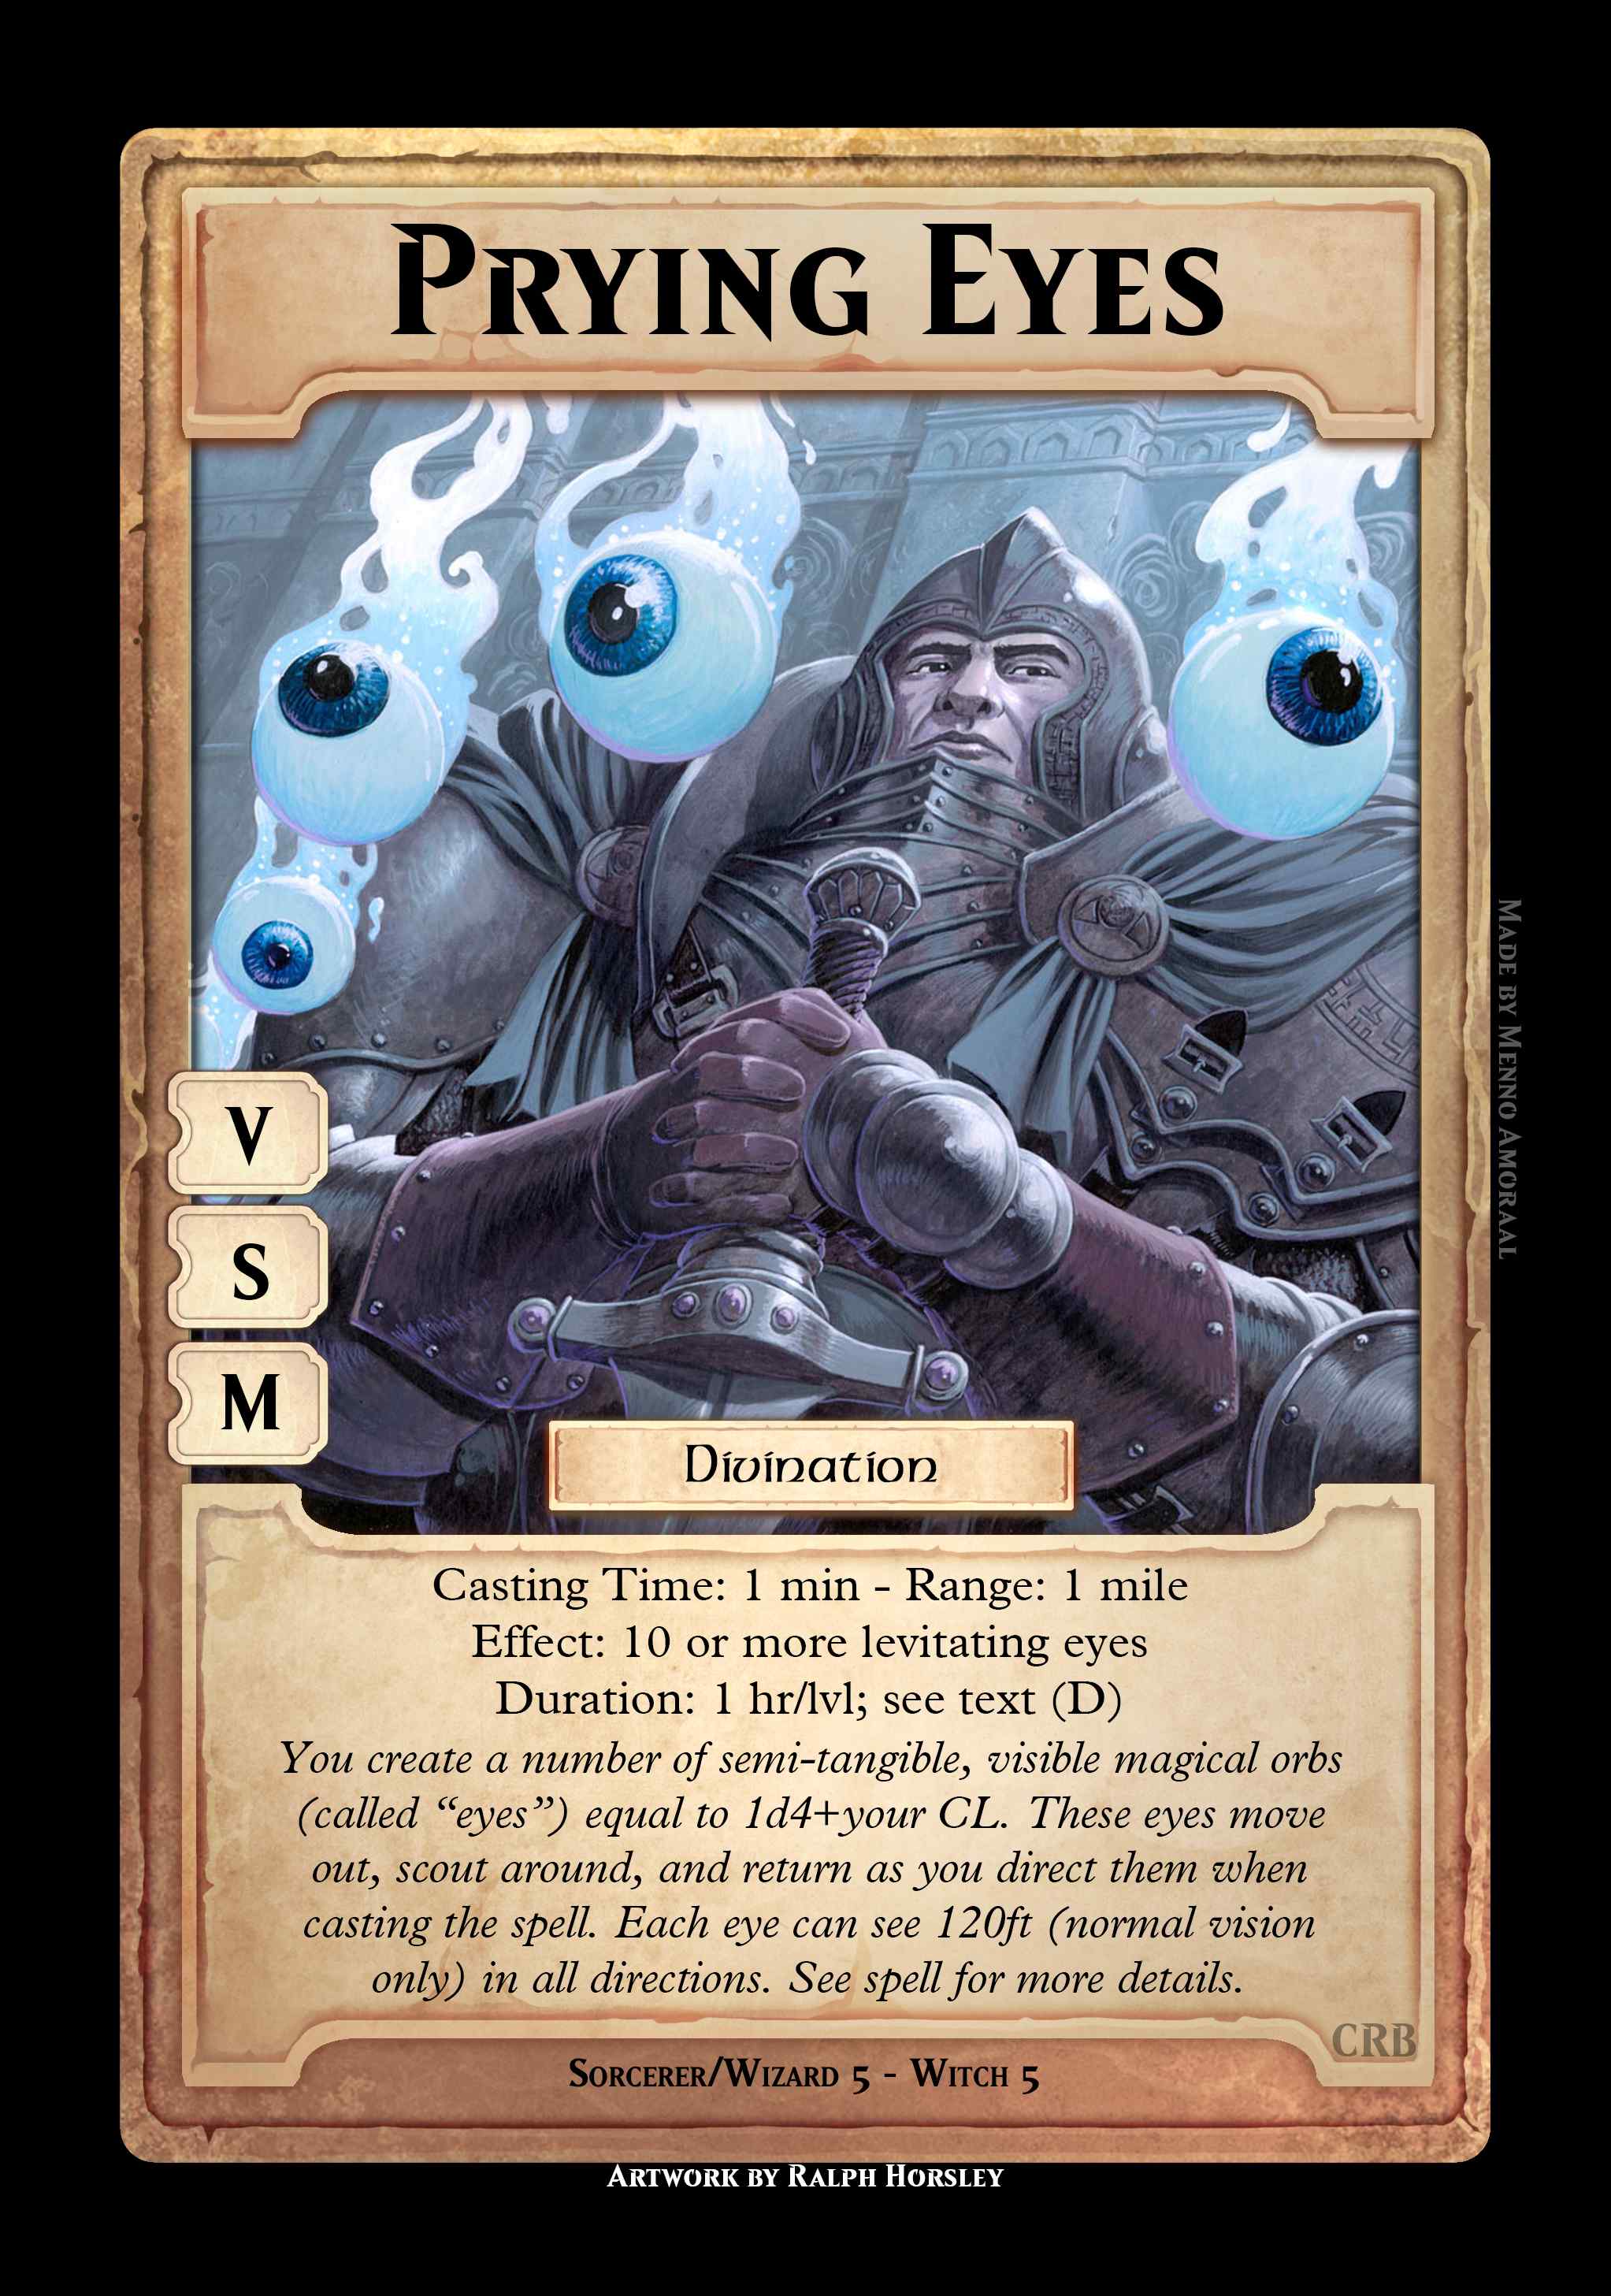 Prying Eyes
V
S
M
Divination
Casting Time: 1 min - Range: 1 mile
Effect: 10 or more levitating eyes
Duration: 1 hr/lvl; see text (D)
You create a number of semi-tangible, visible magical orbs
(called “eyes”) equal to 1d4+your CL. These eyes move
out, scout around, and return as you direct them when
casting the spell. Each eye can see 120ft (normal vision
only) in all directions. See spell for more details.
CRB
Sorcerer/Wizard 5 - Witch 5
Artwork by Ralph Horsley
Made by Menno Amoraal